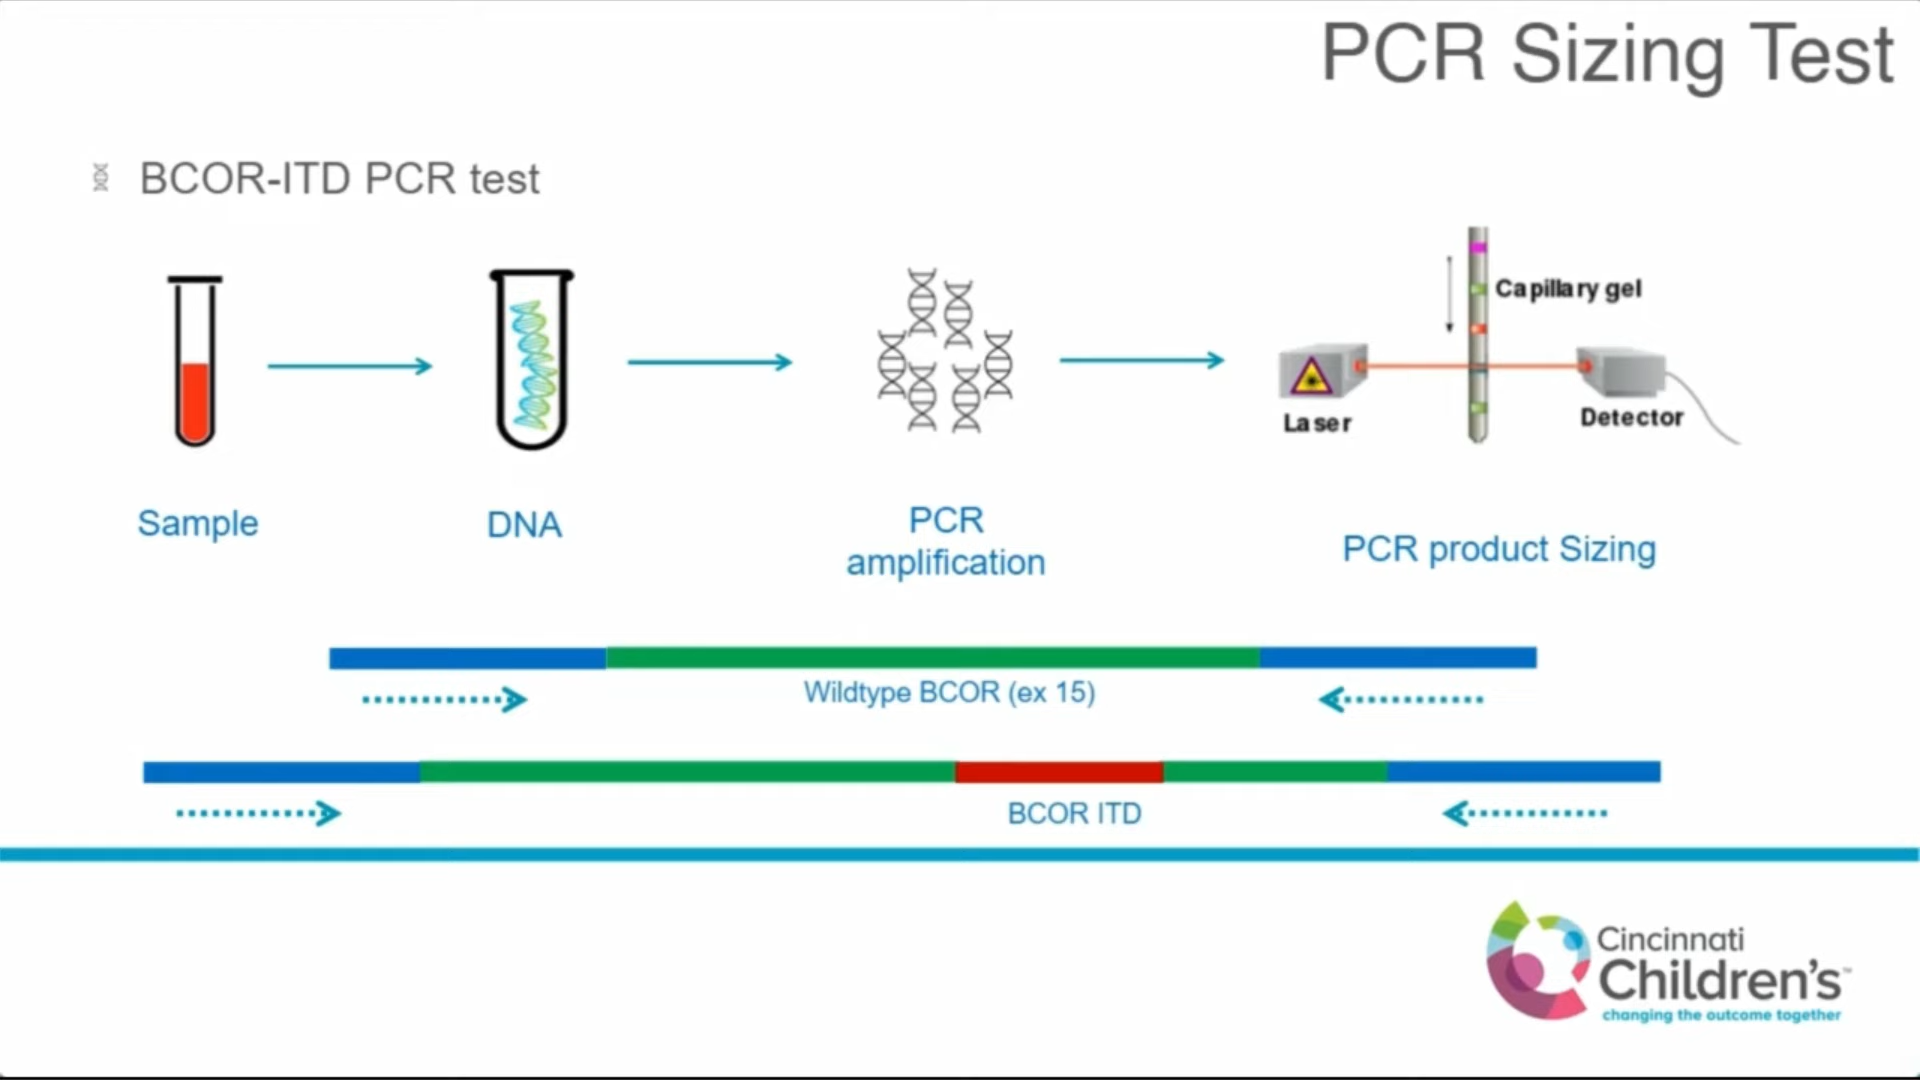 PCR Sizing Test
BCOR-ITD PCR test
Capillary gel
Laser
Detector
Sample
DNA
PCR
amplification
PCR product Sizing
Wildtype BCOR (ex 15)
BCOR ITD
Cincinnati
Children's™
changing the outcome together